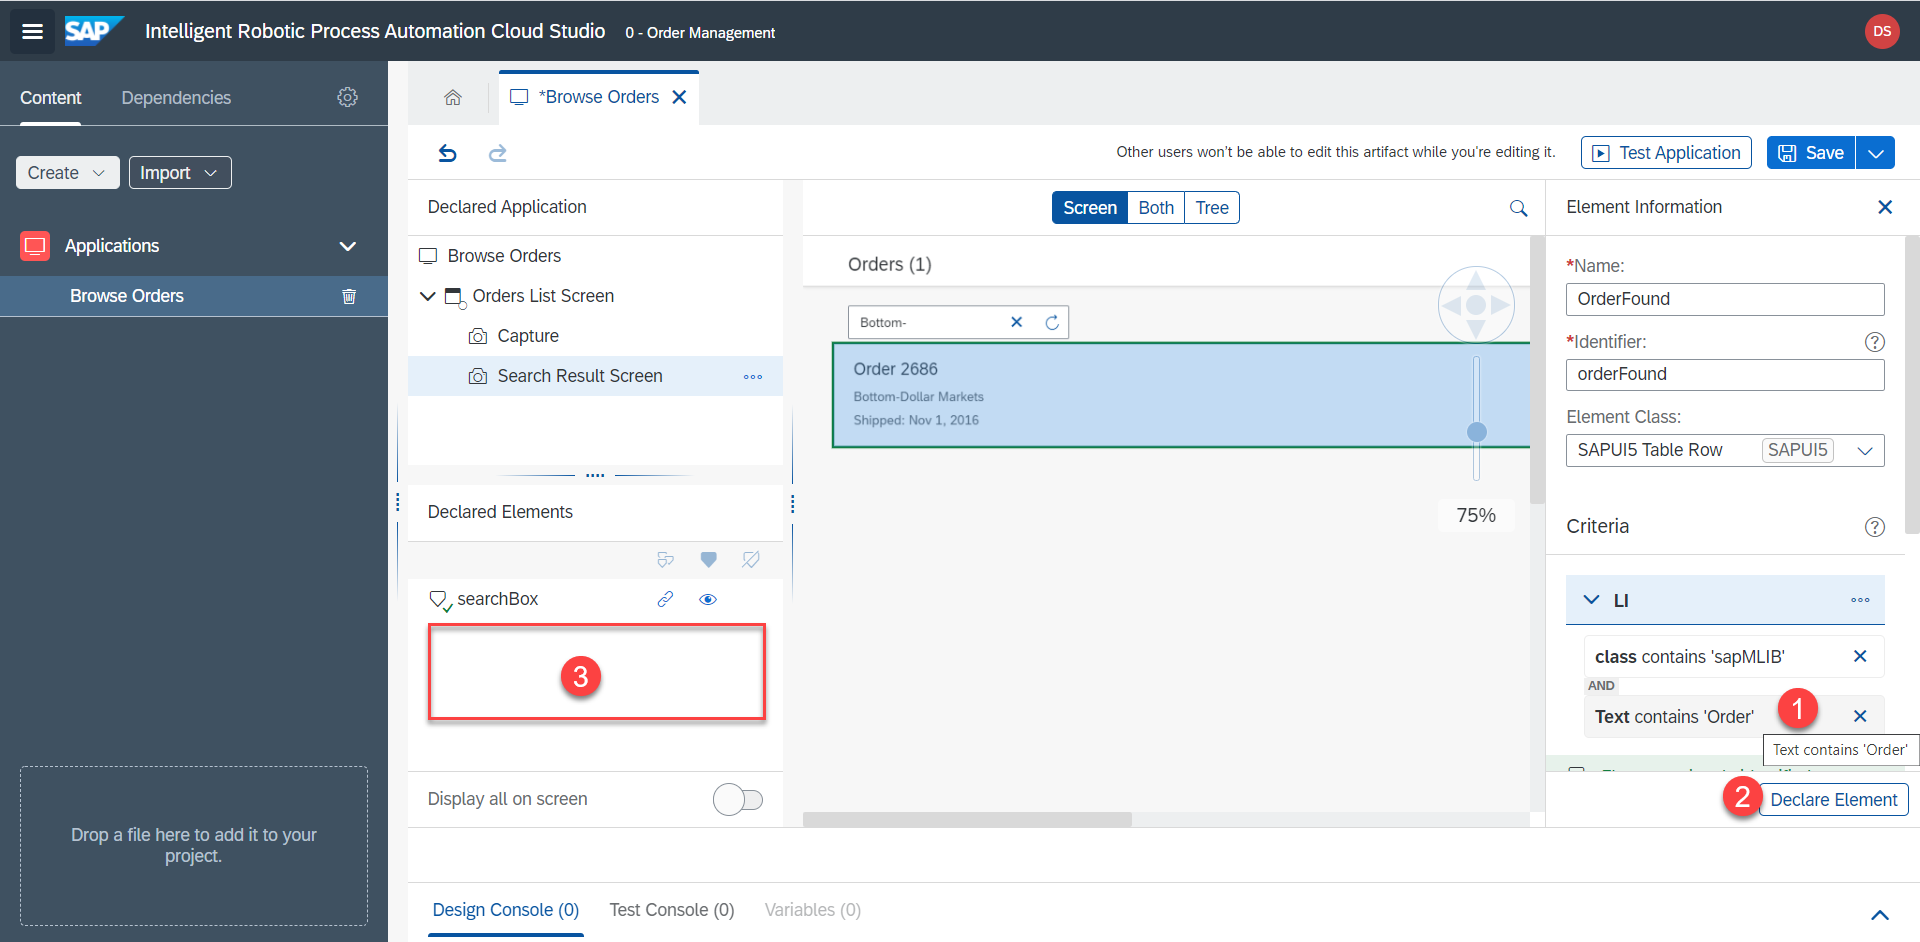 SAP Intelligent Robotic Process Automation Cloud Studio 0 - Order Management DS
Content Dependencies
*Browse Orders
Create Import
Other users won't be able to edit this artifact while you're editing it. Test Application Save
Declared Application
Screen Both Tree
Element Information
Applications
Browse Orders
Browse Orders
Orders List Screen
Capture
Search Result Screen
Orders (1)
Bottom-
Order 2686
Bottom-Dollar Markets
Shipped: Nov 1, 2016
75%
*Name:
OrderFound
*Identifier:
orderFound
Element Class:
SAPUI5 Table Row SAPUI5
Criteria
LI
class contains 'sapMLIB'
AND
Text contains 'Order'
1
Text contains 'Order'
2
Declare Element
Declared Elements
searchBox
3
Display all on screen
Drop a file here to add it to your
project.
Design Console (0) Test Console (0) Variables (0)